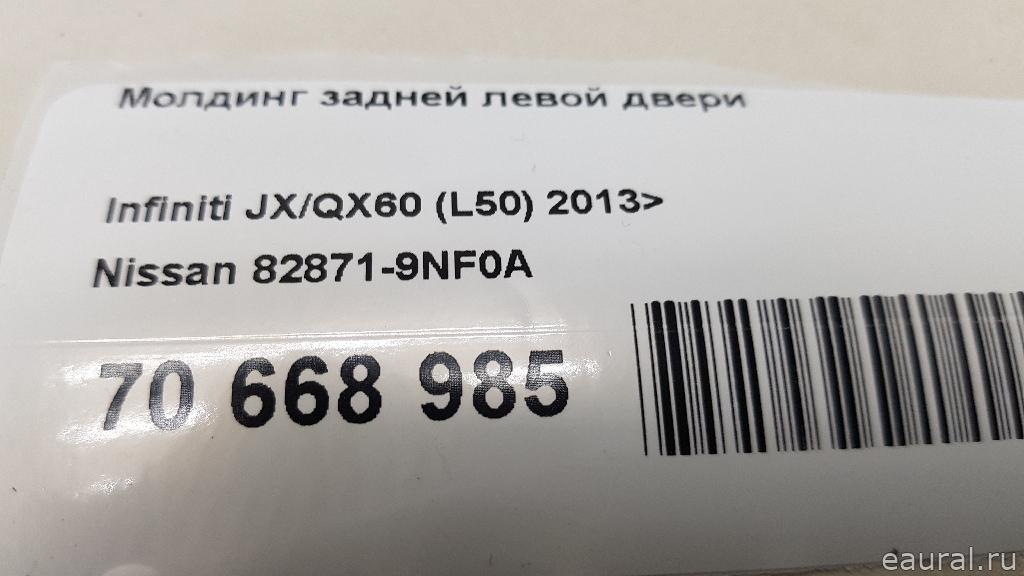 Молдинг задней левой двери
Infiniti JX/QX60 (L50) 2013>
Nissan 82871-9NF0A
70 668 985
eaural.ru